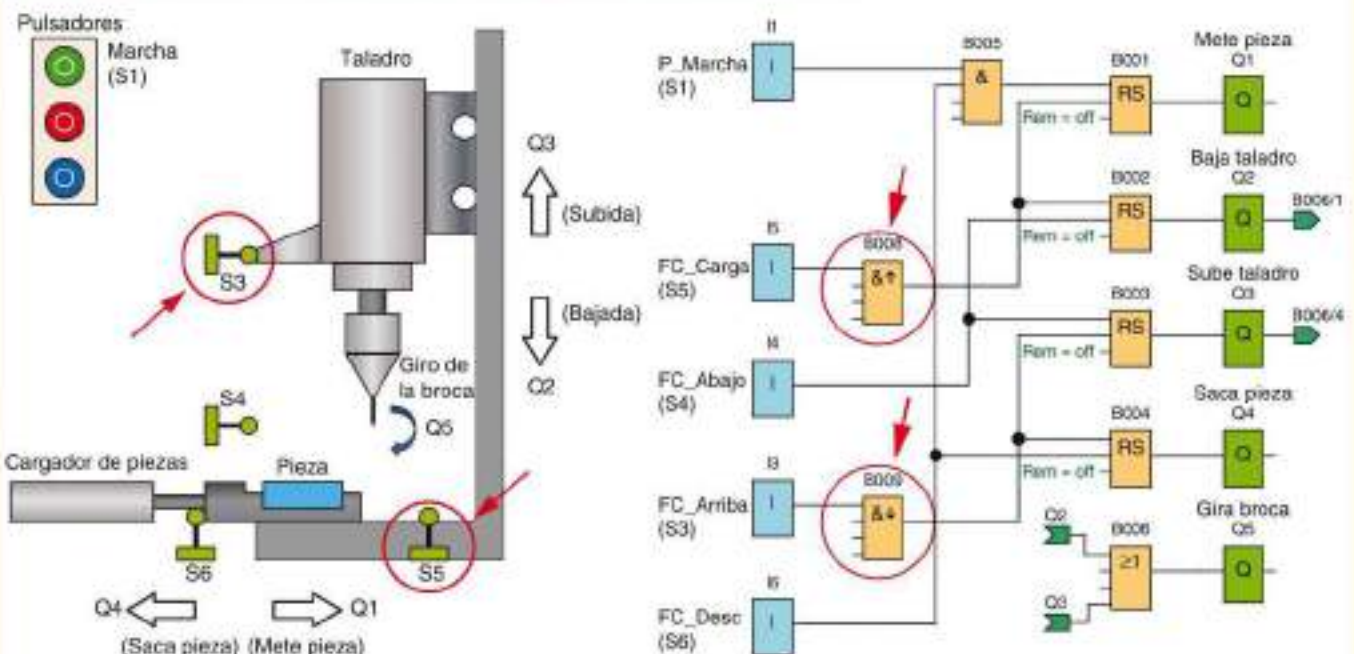 Pulsadores
Marcha
(S1)
Taladro
Q3
(Subida)
S3
(Bajada)
Giro de
la broca
Q2
Q5
S4
Cargador de piezas
Pieza
S6
S5
Q4
Q1
(Saca pieza) (Mete pieza)
I1
P_Marcha
(S1)
I
B005
&
B001
RS
Rem = off
Mete pieza
Q1
Q
B002
RS
Rem = off
Baja taladro
Q2
Q
B006/1
I5
FC_Carga
(S5)
I
B008
&↑
B003
RS
Rem = off
Sube taladro
Q3
Q
B006/4
I4
FC_Abajo
(S4)
I
B004
RS
Rem = off
Saca pieza
Q4
Q
I3
FC_Arriba
(S3)
I
B009
&↓
Q2
B006
≥1
Gira broca
Q5
Q
Q3
I6
FC_Desc
(S6)
I